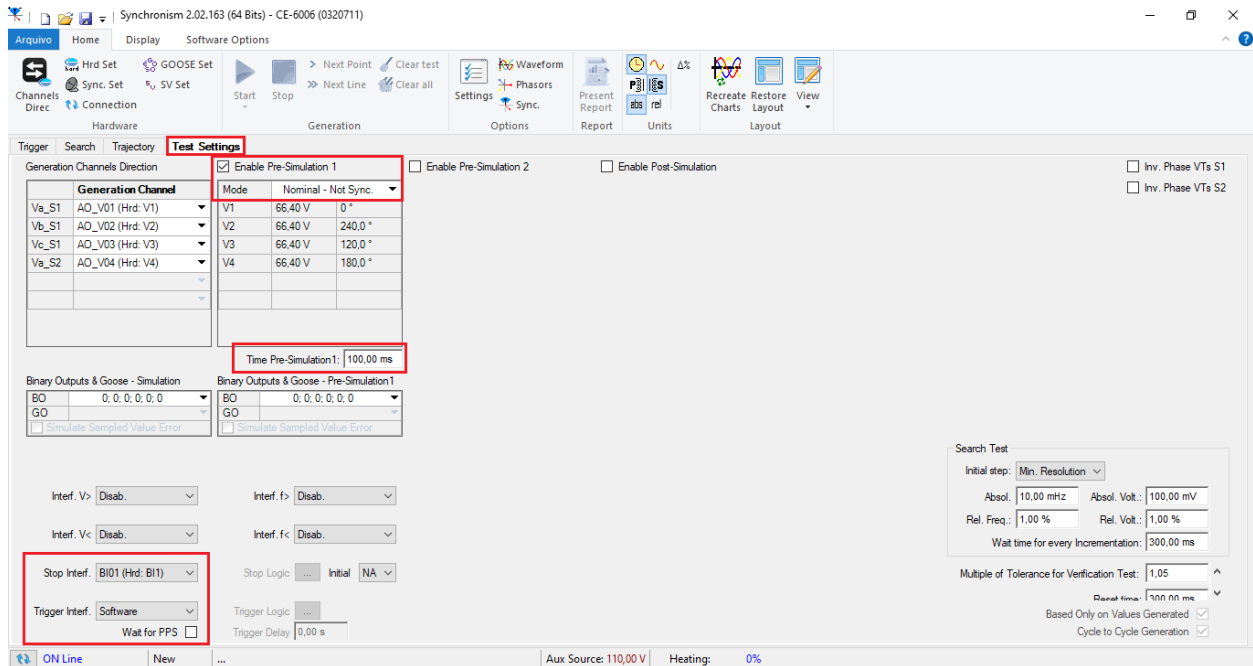 Synchronism 2.02.163 (64 Bits) - CE-6006 (0320711)
Arquivo Home Display Software Options
Channels Direc
Hrd Set
Sync. Set
Connection
GOOSE Set
SV Set
Hardware
Start
Stop
Next Point
Next Line
Clear test
Clear all
Generation
Settings
Waveform
Phasors
Sync.
Options
Present Report
Report
abs rel
Units
Recreate Charts
Restore Layout
View
Layout
Trigger Search Trajectory Test Settings
Generation Channels Direction
Enable Pre-Simulation 1
Enable Pre-Simulation 2
Enable Post-Simulation
Inv. Phase VTs S1
Inv. Phase VTs S2
Generation Channel
Va_S1 AO_V01 (Hrd: V1)
Vb_S1 AO_V02 (Hrd: V2)
Vc_S1 AO_V03 (Hrd: V3)
Va_S2 AO_V04 (Hrd: V4)
Mode Nominal - Not Sync.
V1 66,40 V 0 °
V2 66,40 V 240,0 °
V3 66,40 V 120,0 °
V4 66,40 V 180,0 °
Time Pre-Simulation1: 100,00 ms
Binary Outputs & Goose - Simulation
BO 0; 0; 0; 0; 0; 0
GO
Simulate Sampled Value Error
Binary Outputs & Goose - Pre-Simulation1
BO 0; 0; 0; 0; 0; 0
GO
Simulate Sampled Value Error
Interf. V> Disab.
Interf. f> Disab.
Interf. V< Disab.
Interf. f< Disab.
Stop Interf. BI01 (Hrd: BI1)
Stop Logic ... Initial NA
Trigger Interf. Software
Trigger Logic ...
Wait for PPS
Trigger Delay 0,00 s
Search Test
Initial step: Min. Resolution
Absol. 10,00 mHz Absol. Volt.: 100,00 mV
Rel. Freq.: 1,00 % Rel. Volt.: 1,00 %
Wait time for every Incrementation: 300,00 ms
Multiple of Tolerance for Verification Test: 1,05
Reset time: 300,00 ms
Based Only on Values Generated
Cycle to Cycle Generation
ON Line New ... Aux Source: 110,00 V Heating: 0%